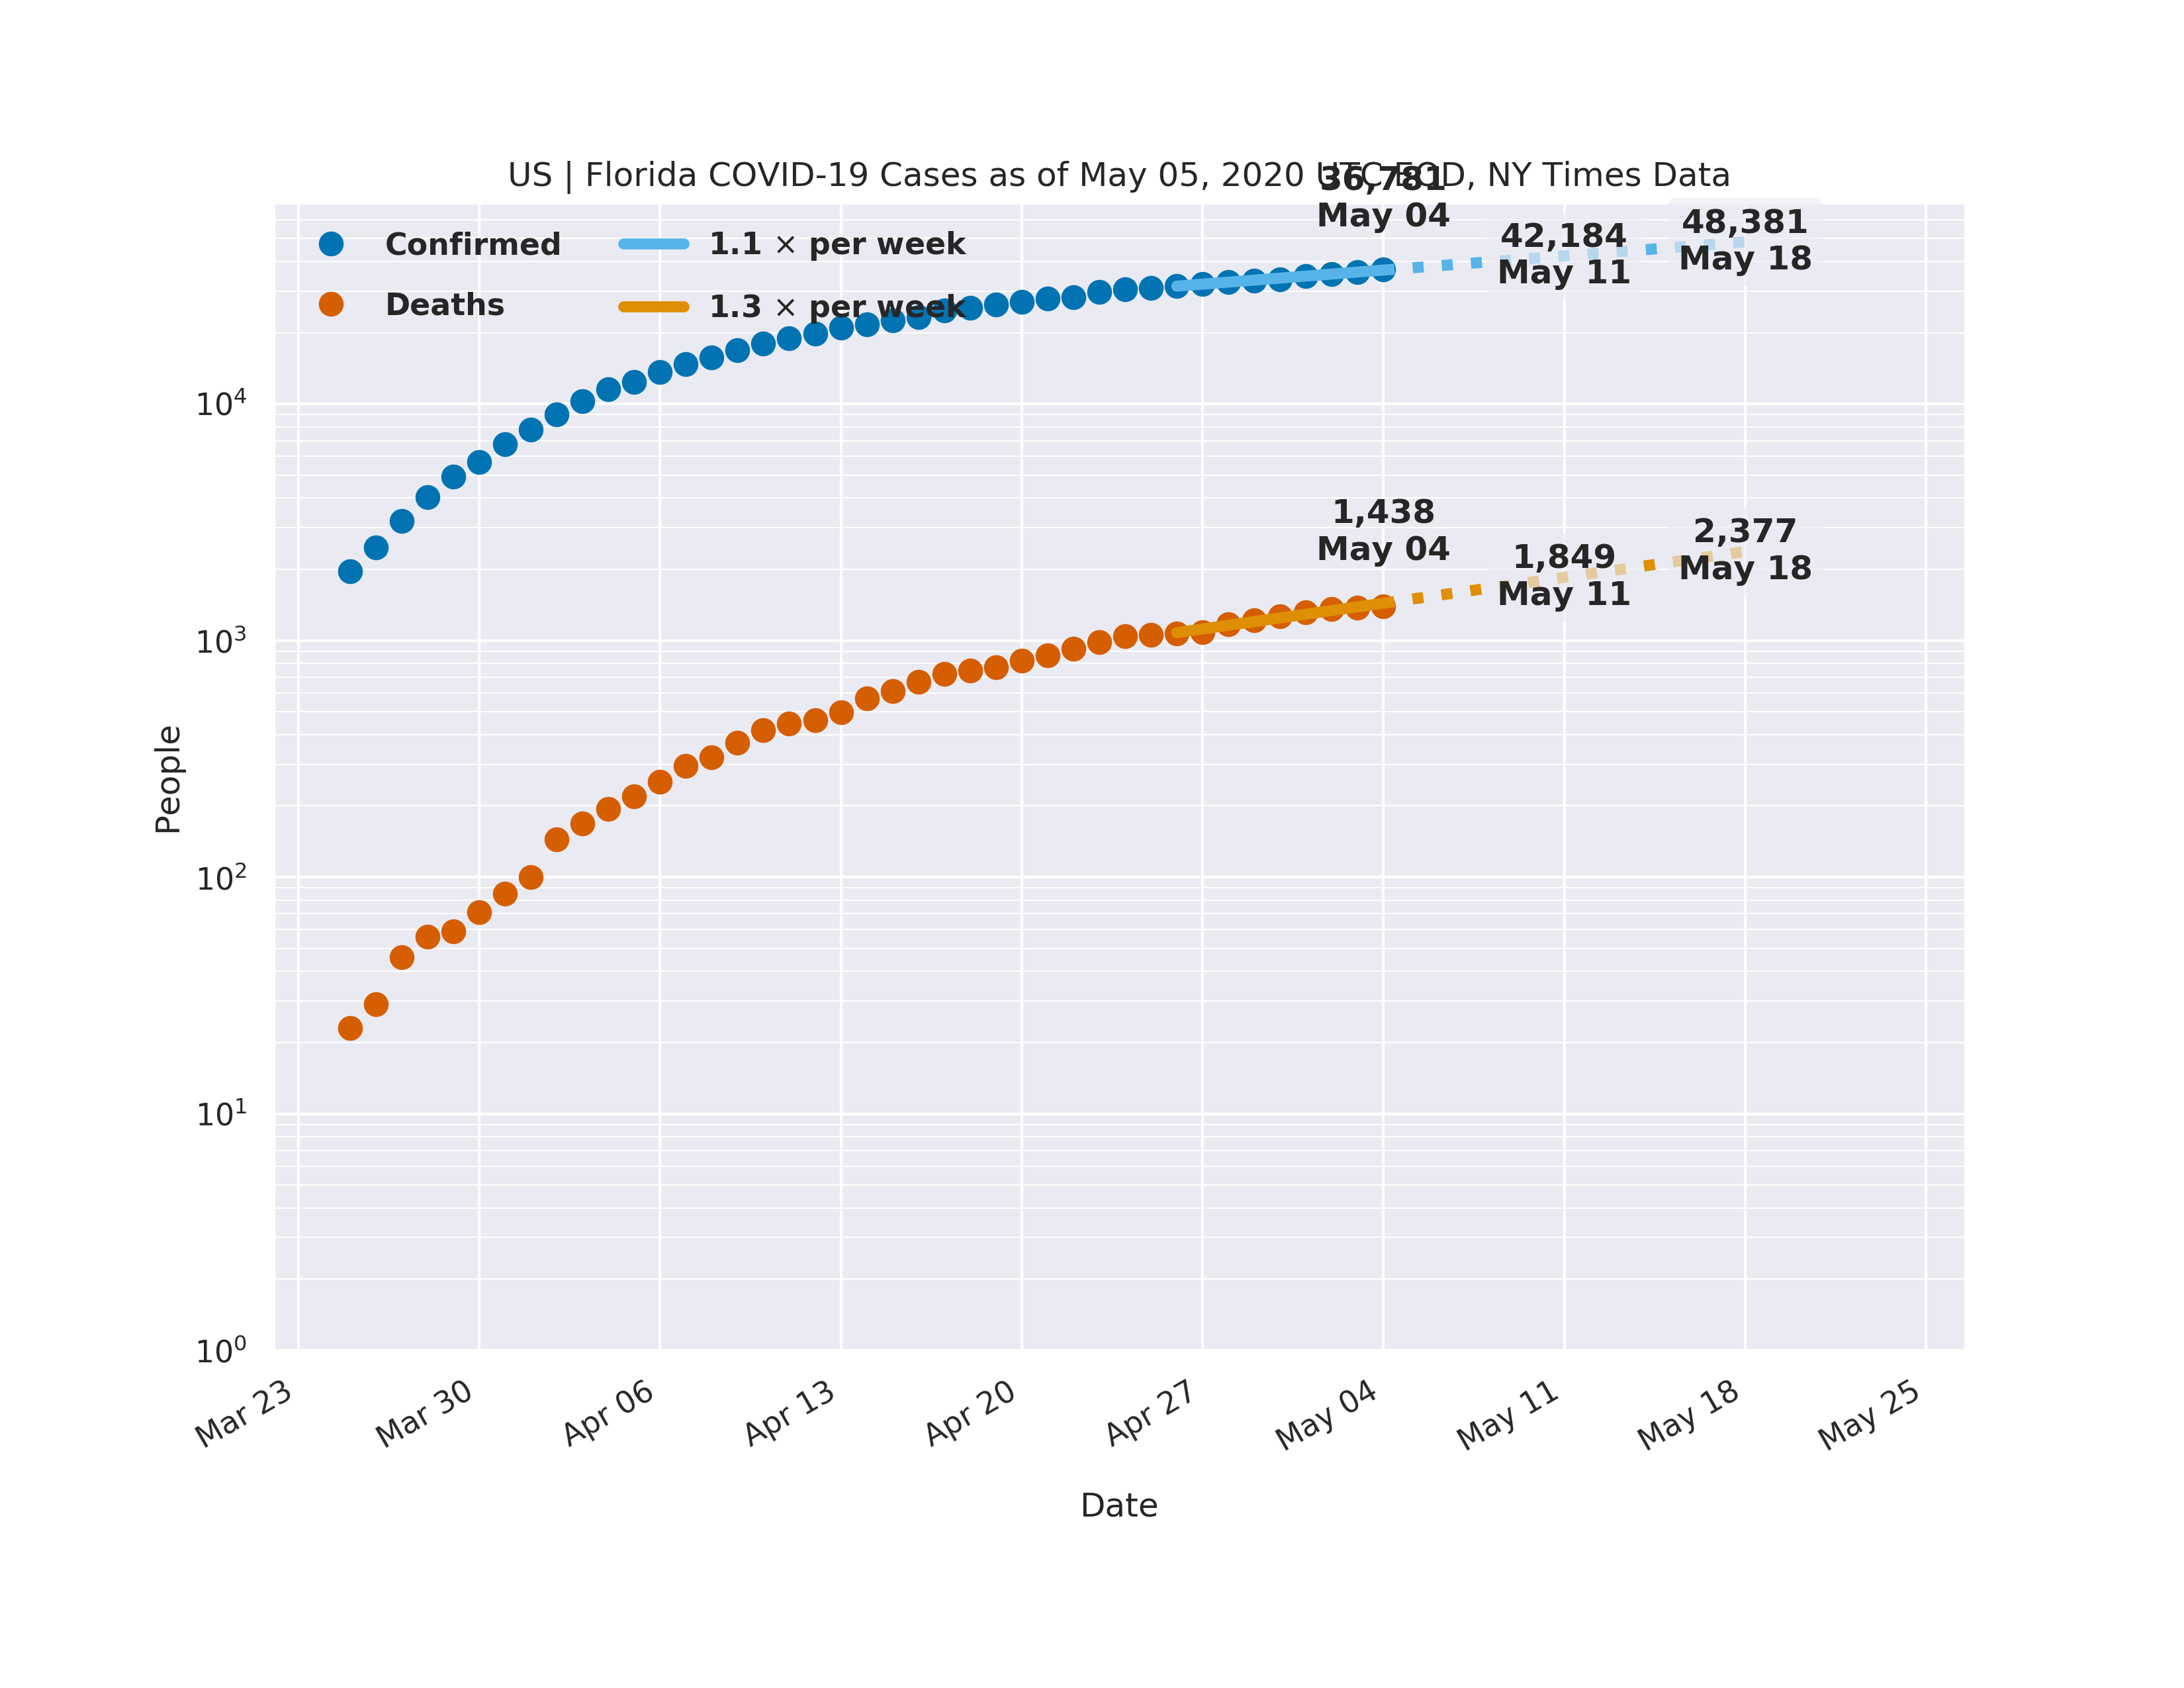 US | Florida COVID-19 Cases as of May 05, 2020 UTC EOD, NY Times Data
36,781
May 04
42,184
May 11
48,381
May 18
Confirmed
1.1 × per week
Deaths
1.3 × per week
1,438
May 04
1,849
May 11
2,377
May 18
10⁴
10³
10²
10¹
10⁰
People
Mar 23
Mar 30
Apr 06
Apr 13
Apr 20
Apr 27
May 04
May 11
May 18
May 25
Date